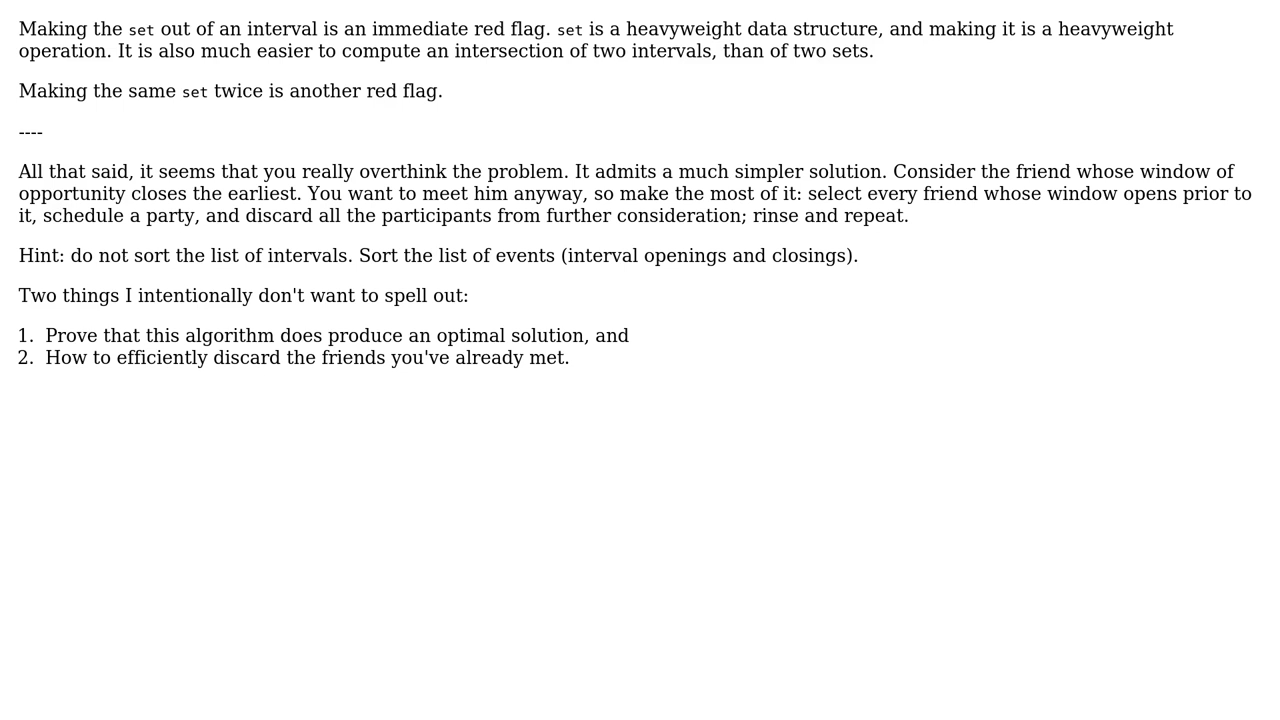 Making the set out of an interval is an immediate red flag. set is a heavyweight data structure, and making it is a heavyweight
operation. It is also much easier to compute an intersection of two intervals, than of two sets.
Making the same set twice is another red flag.
----
All that said, it seems that you really overthink the problem. It admits a much simpler solution. Consider the friend whose window of
opportunity closes the earliest. You want to meet him anyway, so make the most of it: select every friend whose window opens prior to
it, schedule a party, and discard all the participants from further consideration; rinse and repeat.
Hint: do not sort the list of intervals. Sort the list of events (interval openings and closings).
Two things I intentionally don't want to spell out:
1. Prove that this algorithm does produce an optimal solution, and
2. How to efficiently discard the friends you've already met.